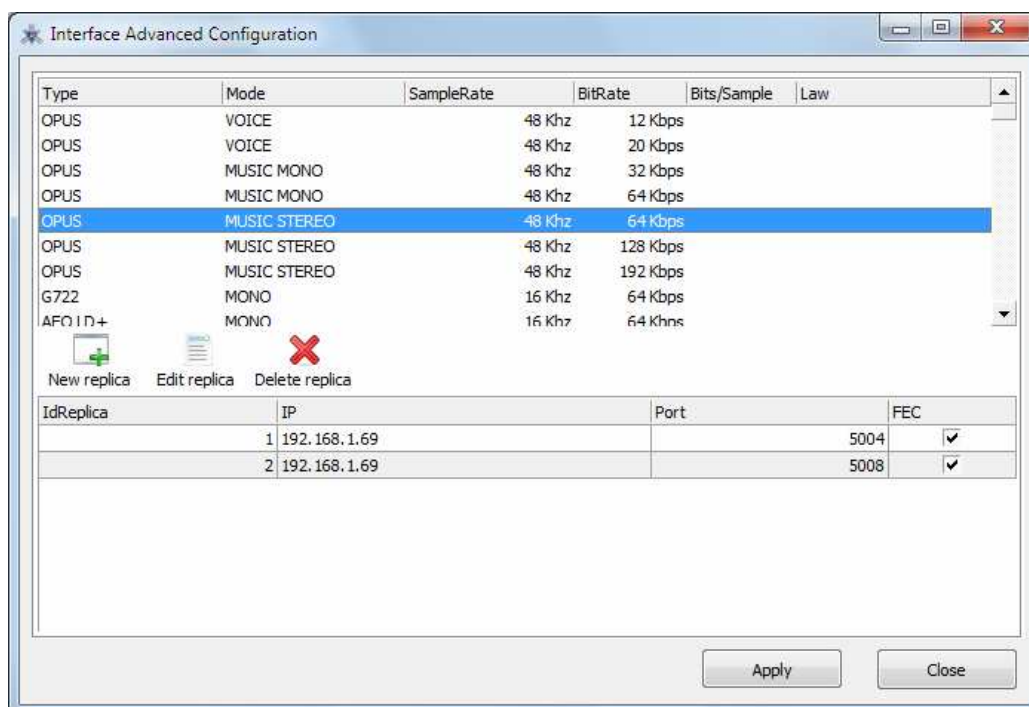 Interface Advanced Configuration
Type Mode SampleRate BitRate Bits/Sample Law
OPUS VOICE 48 Khz 12 Kbps
OPUS VOICE 48 Khz 20 Kbps
OPUS MUSIC MONO 48 Khz 32 Kbps
OPUS MUSIC MONO 48 Khz 64 Kbps
OPUS MUSIC STEREO 48 Khz 64 Kbps
OPUS MUSIC STEREO 48 Khz 128 Kbps
OPUS MUSIC STEREO 48 Khz 192 Kbps
G722 MONO 16 Khz 64 Kbps
MONO 16 Khz 64 Kbps
New replica Edit replica Delete replica
IdReplica IP Port FEC
1 192.168.1.69 5004
2 192.168.1.69 5008
Apply Close